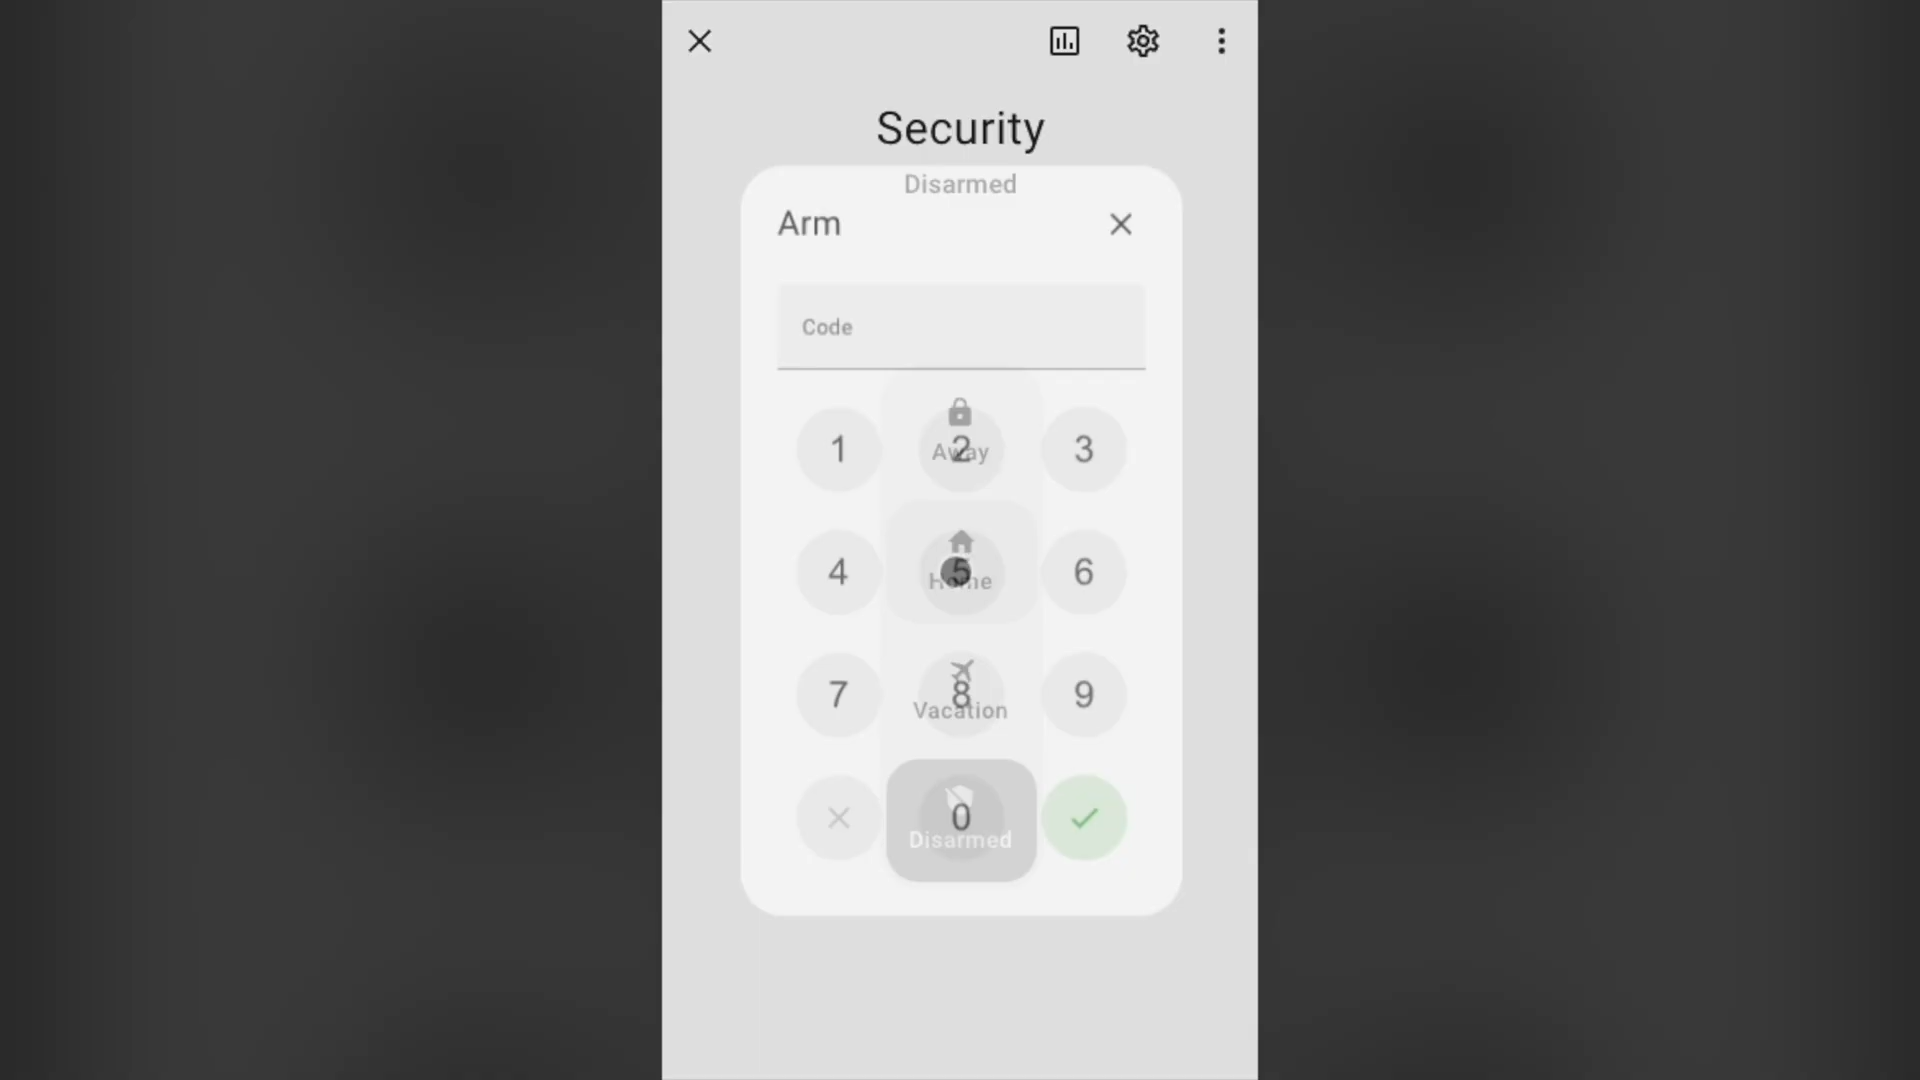 Security
Disarmed
Arm
Code
1 2 3
Away
4 5 6
Home
7 8 9
Vacation
0
Disarmed